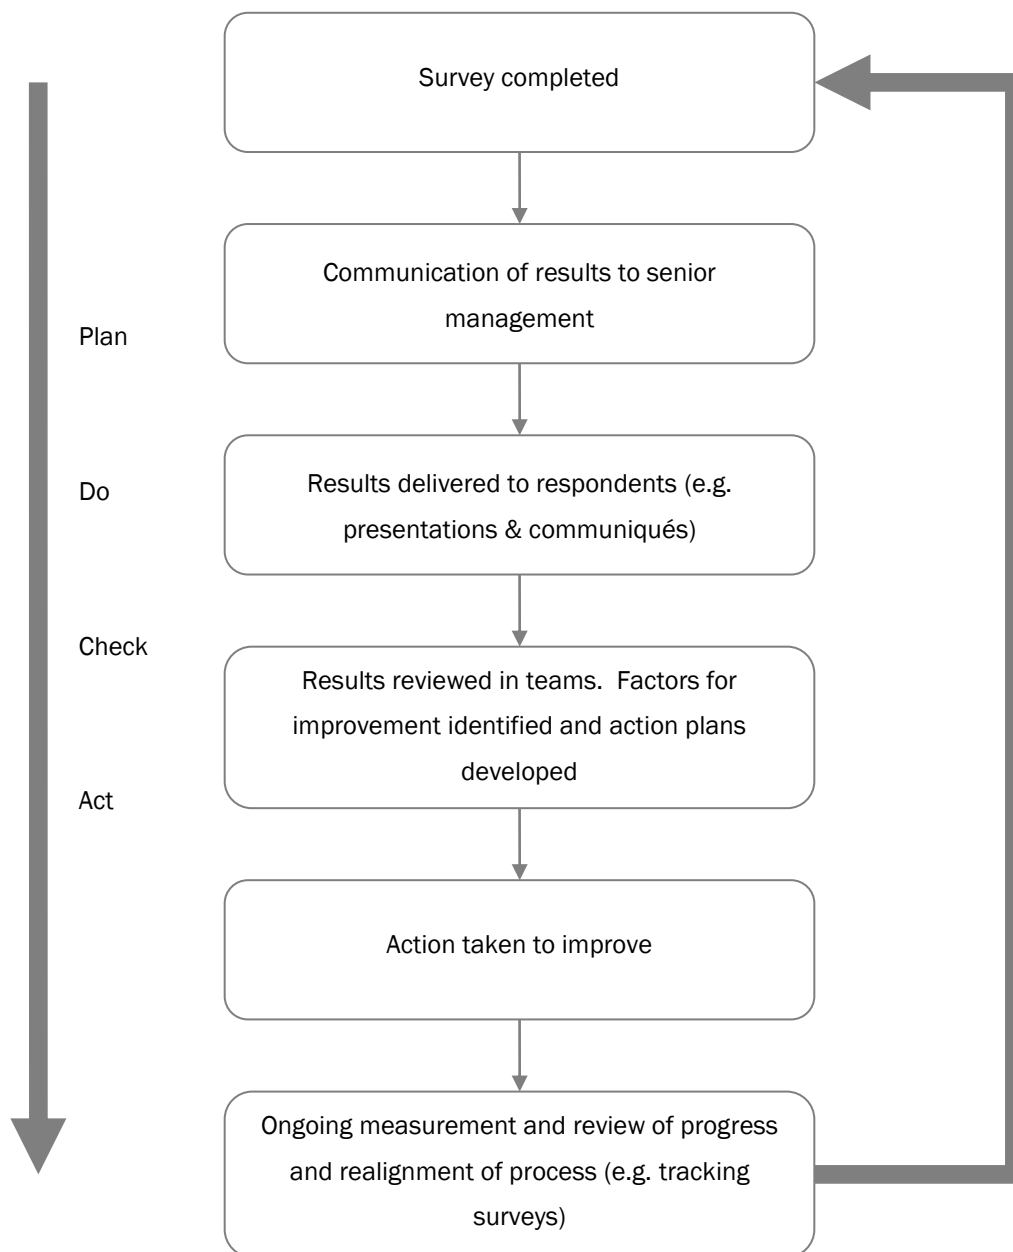 Survey completed
Communication of results to senior
management
Plan
Do
Results delivered to respondents (e.g.
presentations & communiqués)
Check
Results reviewed in teams.  Factors for
improvement identified and action plans
developed
Act
Action taken to improve
Ongoing measurement and review of progress
and realignment of process (e.g. tracking
surveys)